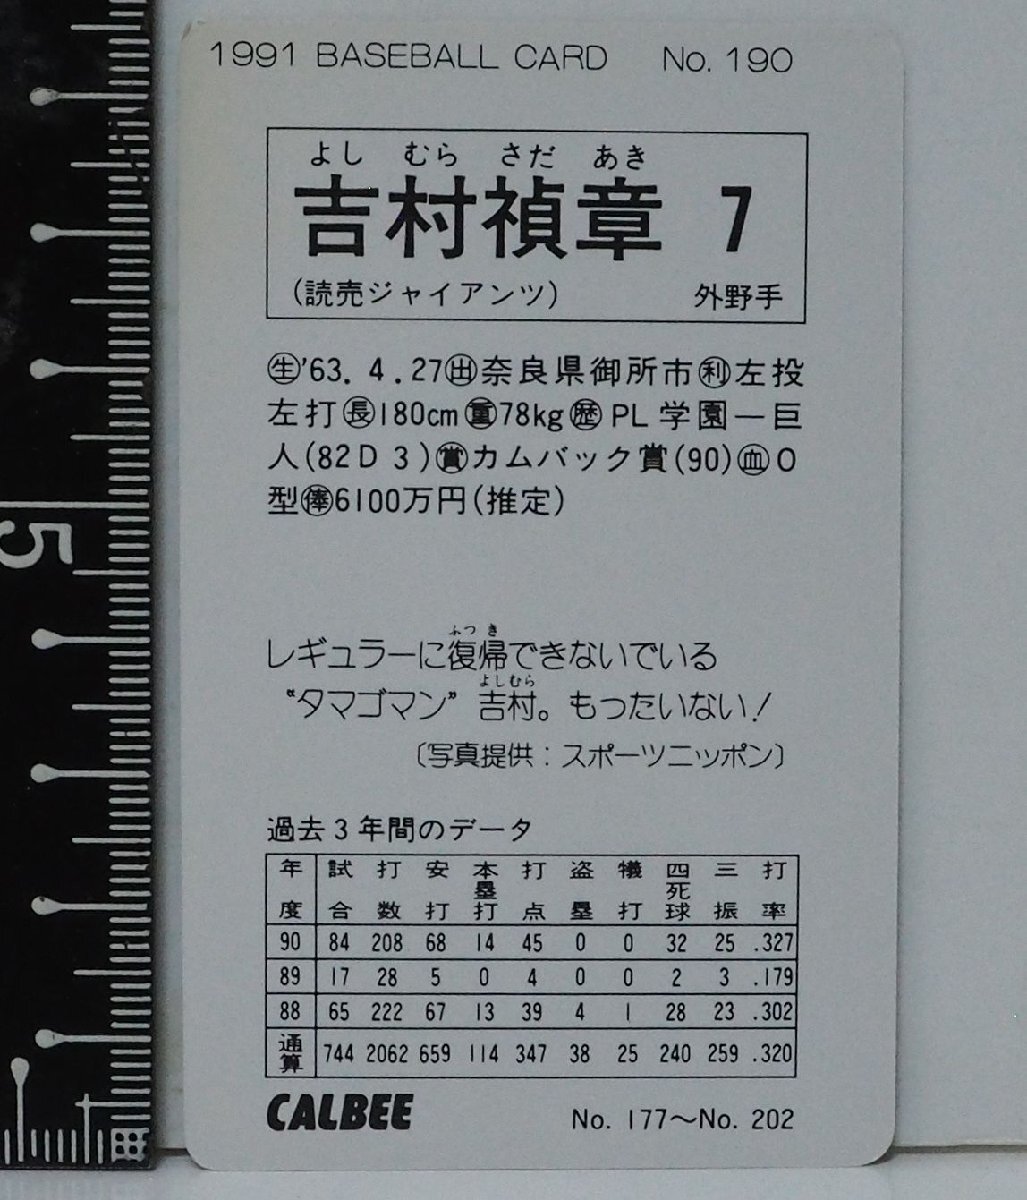 1991 BASEBALL CARD No. 190
よし むら さだ あき
吉村禎章 7
(読売ジャイアンツ) 外野手
㊌'63. 4. 27㊌奈良県御所市㊌左投
左打㊌180cm㊌78kg㊌PL学園―巨
人(82D3)㊌カムバック賞(90)㊌O
型㊌6100万円(推定)
ふっ き
レギュラーに復帰できないでいる
よしむら
“タマゴマン”吉村。もったいない!
〔写真提供:スポーツニッポン〕
過去3年間のデータ
年度 試合 打数 安打 本塁打 打点 盗塁 犠打 四死球 三振 打率
90 84 208 68 14 45 0 0 32 25 .327
89 17 28 5 0 4 0 0 2 3 .179
88 65 222 67 13 39 4 1 28 23 .302
通算 744 2062 659 114 347 38 25 240 259 .320
CALBEE No. 177～No. 202
5